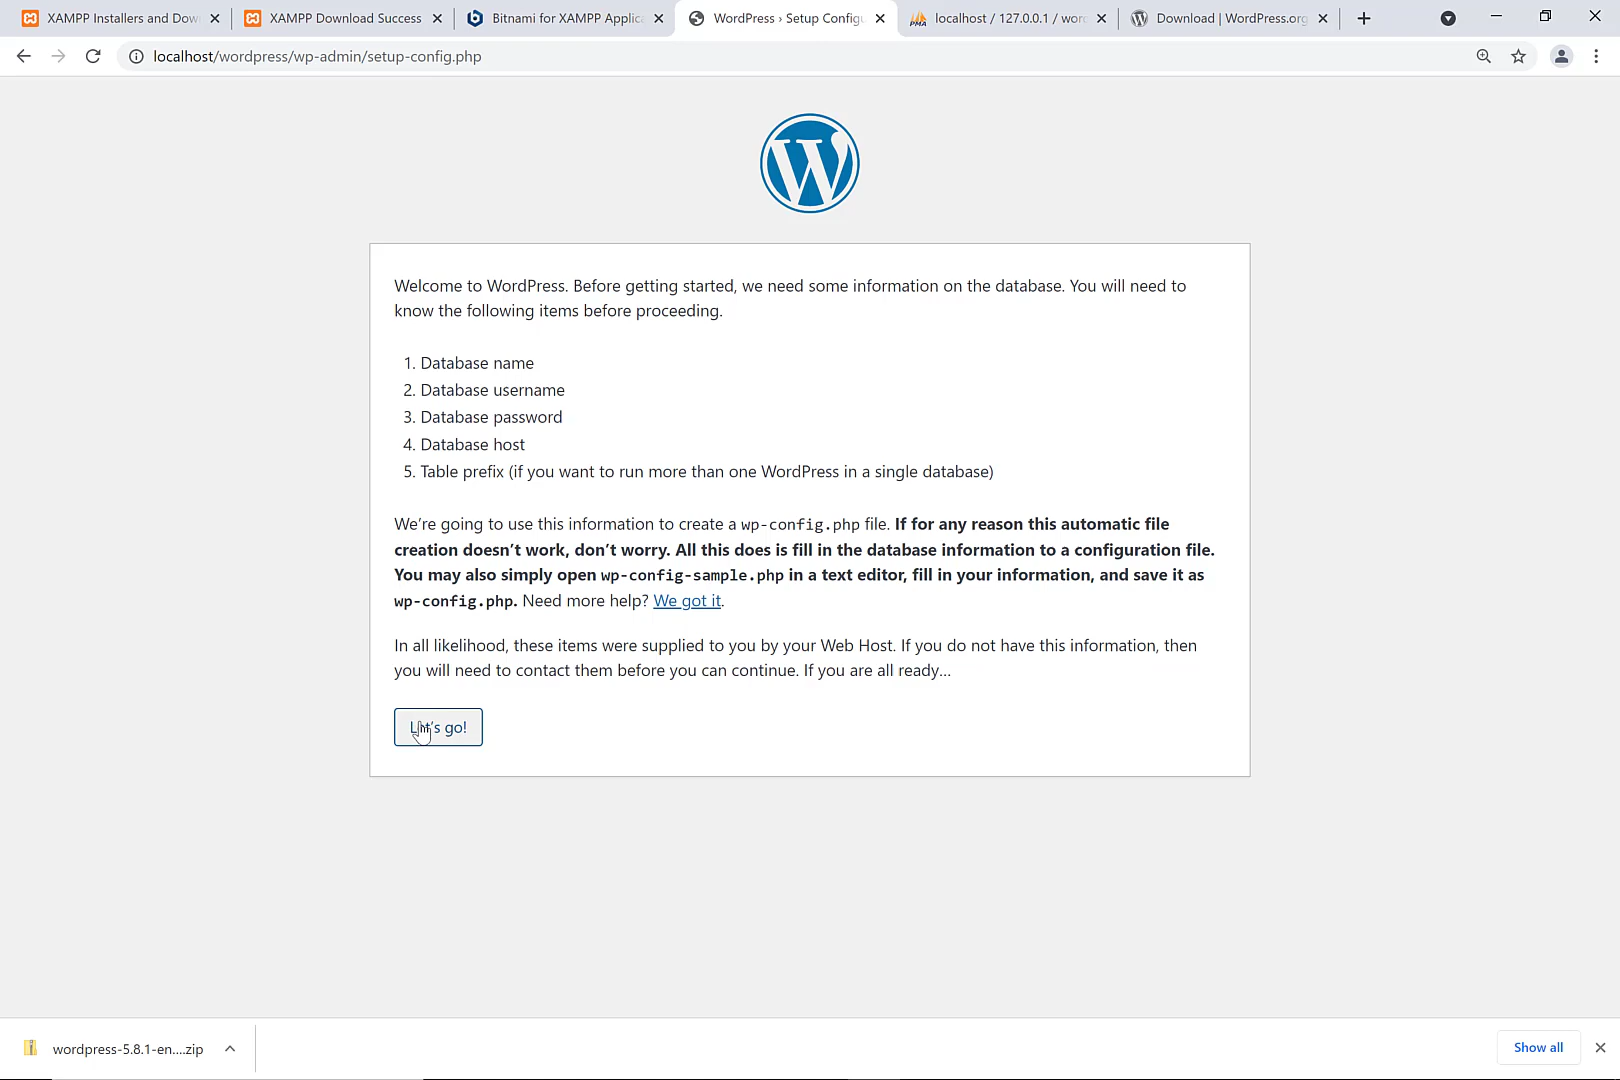 XAMPP Installers and Dow
XAMPP Download Success
Bitnami for XAMPP Applic
WordPress › Setup Configu
localhost / 127.0.0.1 / wor
Download | WordPress.org
localhost/wordpress/wp-admin/setup-config.php
Welcome to WordPress. Before getting started, we need some information on the database. You will need to
know the following items before proceeding.
1. Database name
2. Database username
3. Database password
4. Database host
5. Table prefix (if you want to run more than one WordPress in a single database)
We’re going to use this information to create a wp-config.php file. If for any reason this automatic file
creation doesn’t work, don’t worry. All this does is fill in the database information to a configuration file.
You may also simply open wp-config-sample.php in a text editor, fill in your information, and save it as
wp-config.php. Need more help? We got it.
In all likelihood, these items were supplied to you by your Web Host. If you do not have this information, then
you will need to contact them before you can continue. If you are all ready…
Let’s go!
wordpress-5.8.1-en....zip
Show all